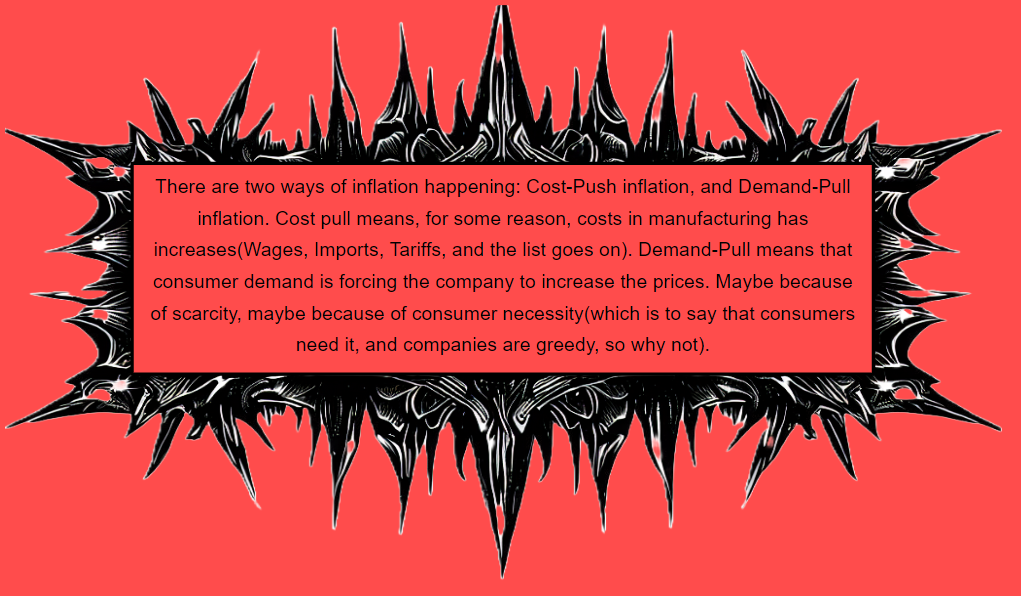 There are two ways of inflation happening: Cost-Push inflation, and Demand-Pull
inflation. Cost pull means, for some reason, costs in manufacturing has
increases(Wages, Imports, Tariffs, and the list goes on). Demand-Pull means that
consumer demand is forcing the company to increase the prices. Maybe because
of scarcity, maybe because of consumer necessity(which is to say that consumers
need it, and companies are greedy, so why not).